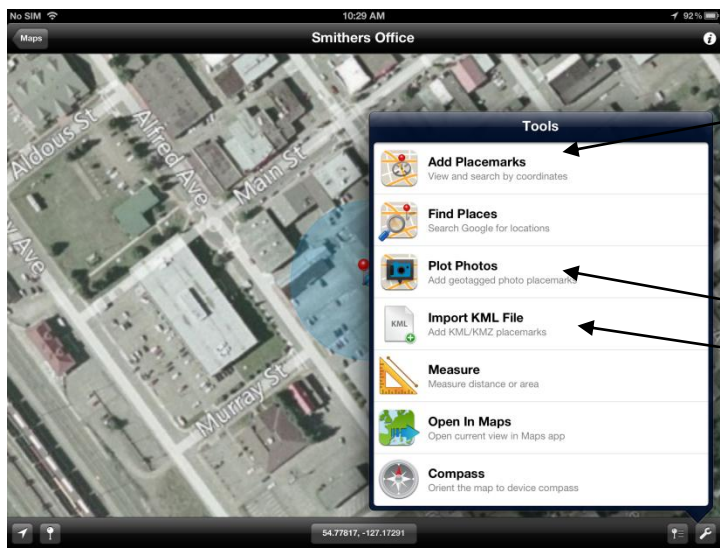 No SIM 10:29 AM 92%
Maps Smithers Office
Aldous St
Alfred Ave
Main St
Ave
Murray St
Tools
Add Placemarks
View and search by coordinates
Find Places
Search Google for locations
Plot Photos
Add geotagged photo placemarks
KML
Import KML File
Add KML/KMZ placemarks
Measure
Measure distance or area
Open In Maps
Open current view in Maps app
Compass
Orient the map to device compass
54.77817, -127.17291